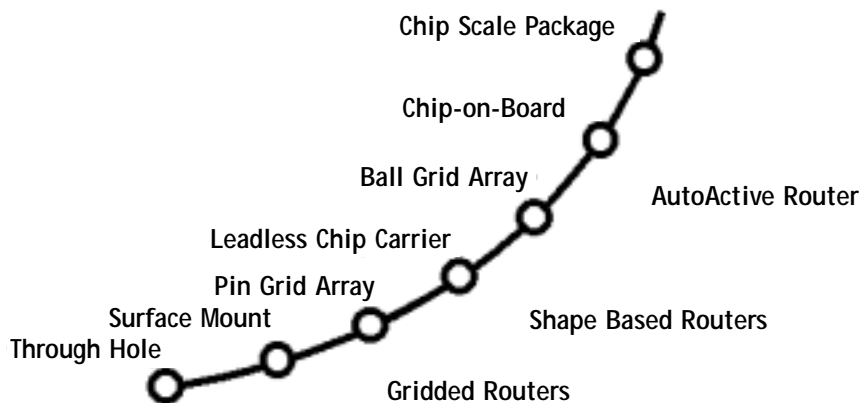 Chip Scale Package
Chip-on-Board
Ball Grid Array
AutoActive Router
Leadless Chip Carrier
Pin Grid Array
Surface Mount
Shape Based Routers
Through Hole
Gridded Routers